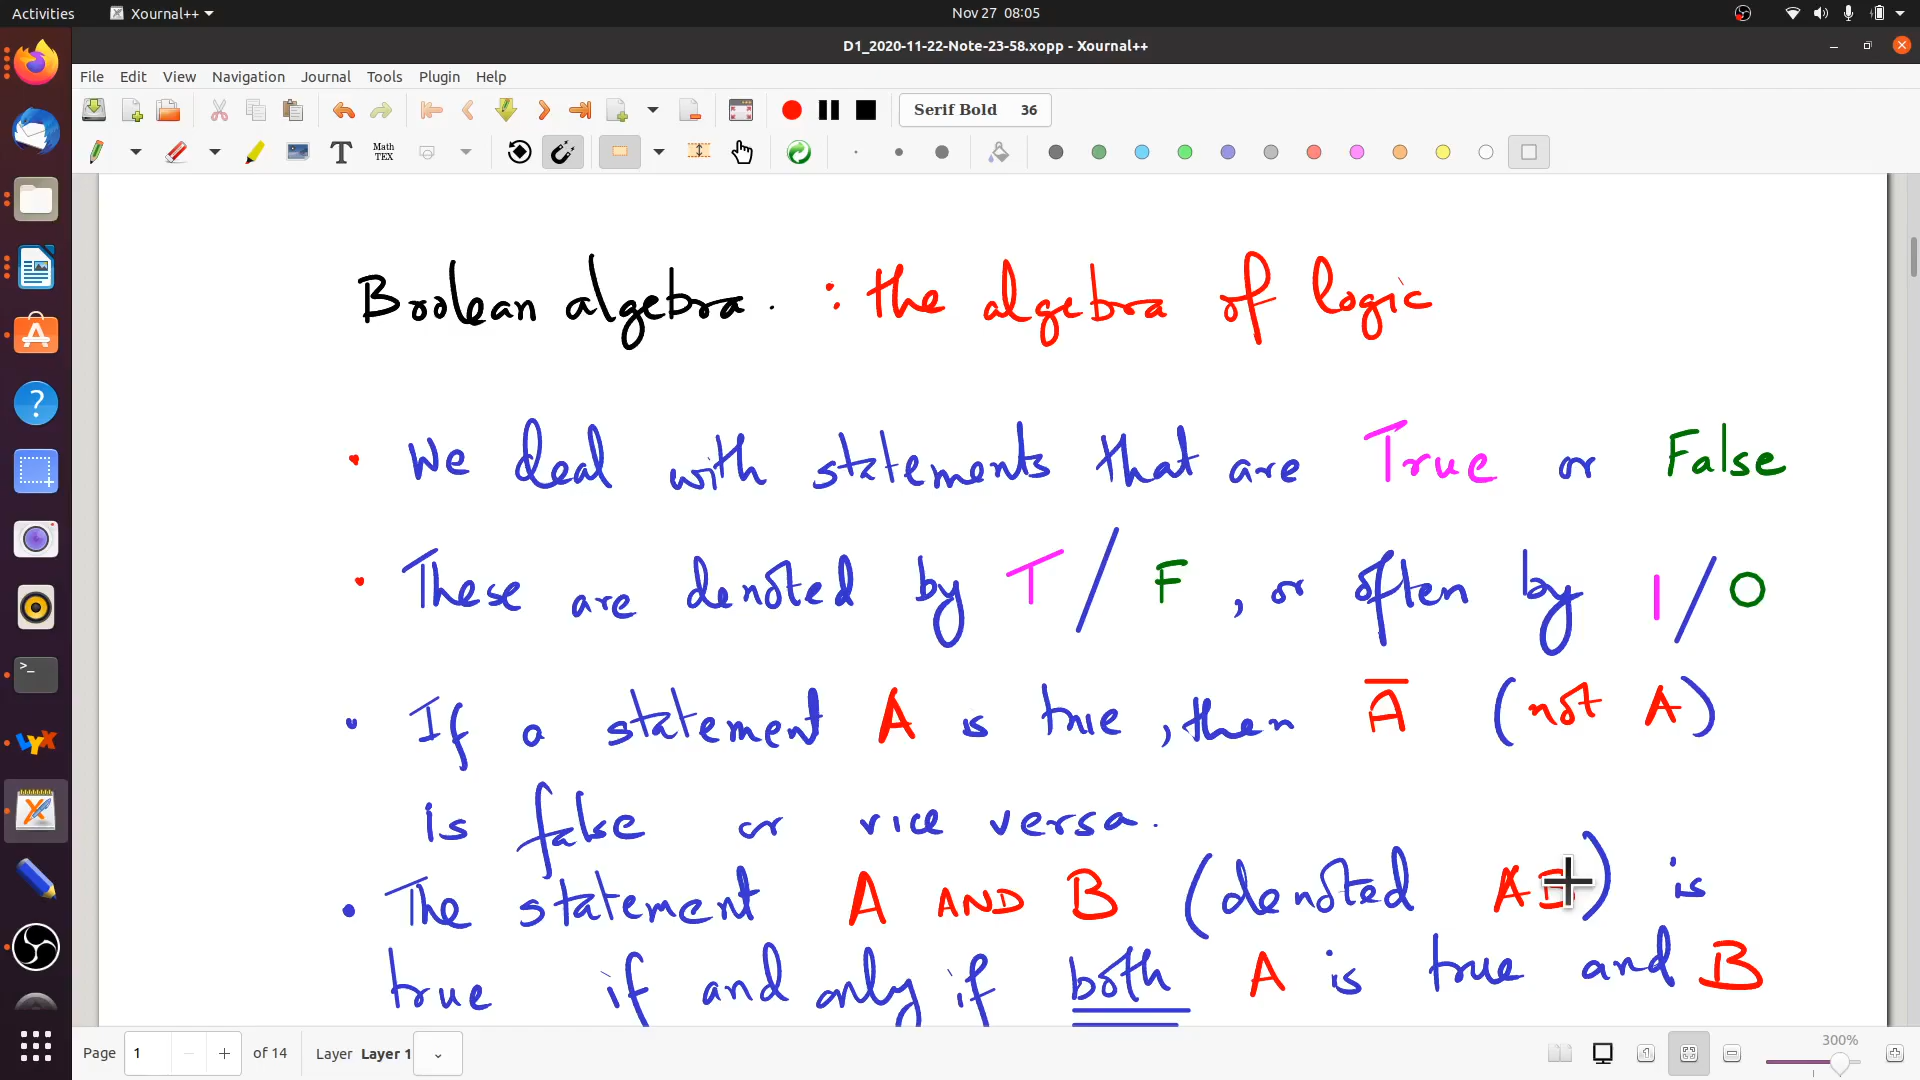 Activities Xournal++ Nov 27 08:05
D1_2020-11-22-Note-23-58.xopp - Xournal++
File Edit View Navigation Journal Tools Plugin Help
Serif Bold 36
T Math TEX
Boolean algebra. : the algebra of logic
• We deal with statements that are True or False
• These are denoted by T / F , or often by 1 / 0
• If a statement A is true , then A̅ (not A)
is false or vice versa.
• The statement A AND B (denoted AB) is
true if and only if both A is true and B
Page 1 of 14 Layer Layer 1 300%